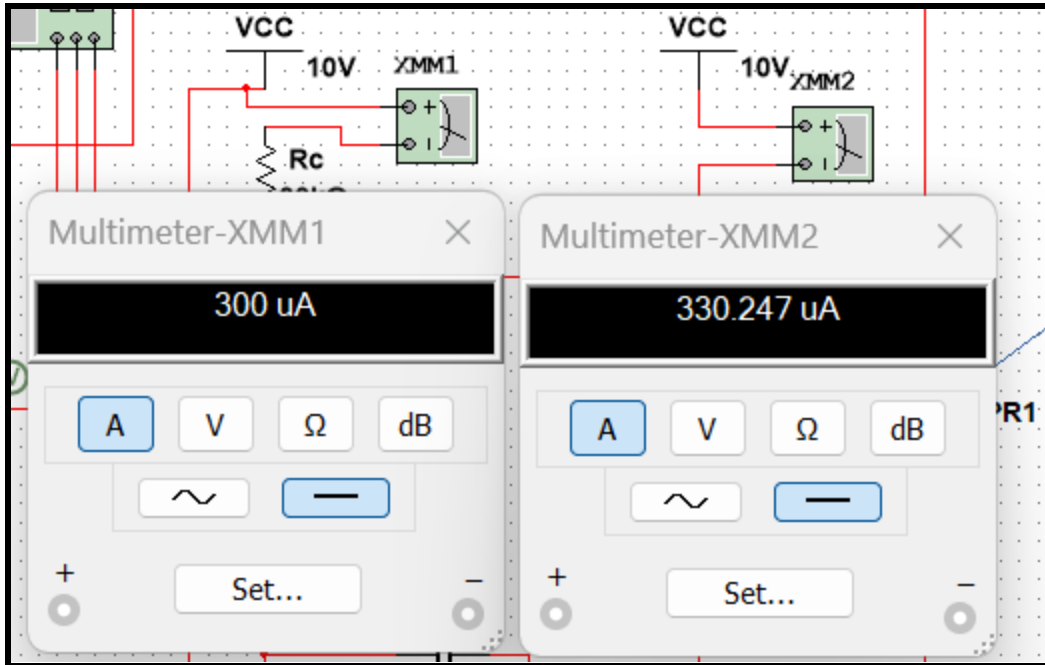 VCC
10V
XMM1
VCC
10V
XMM2
Rc
Multimeter-XMM1
300 uA
A V Ω dB
+ −
Set...
Multimeter-XMM2
330.247 uA
A V Ω dB
+ −
Set...
PR1